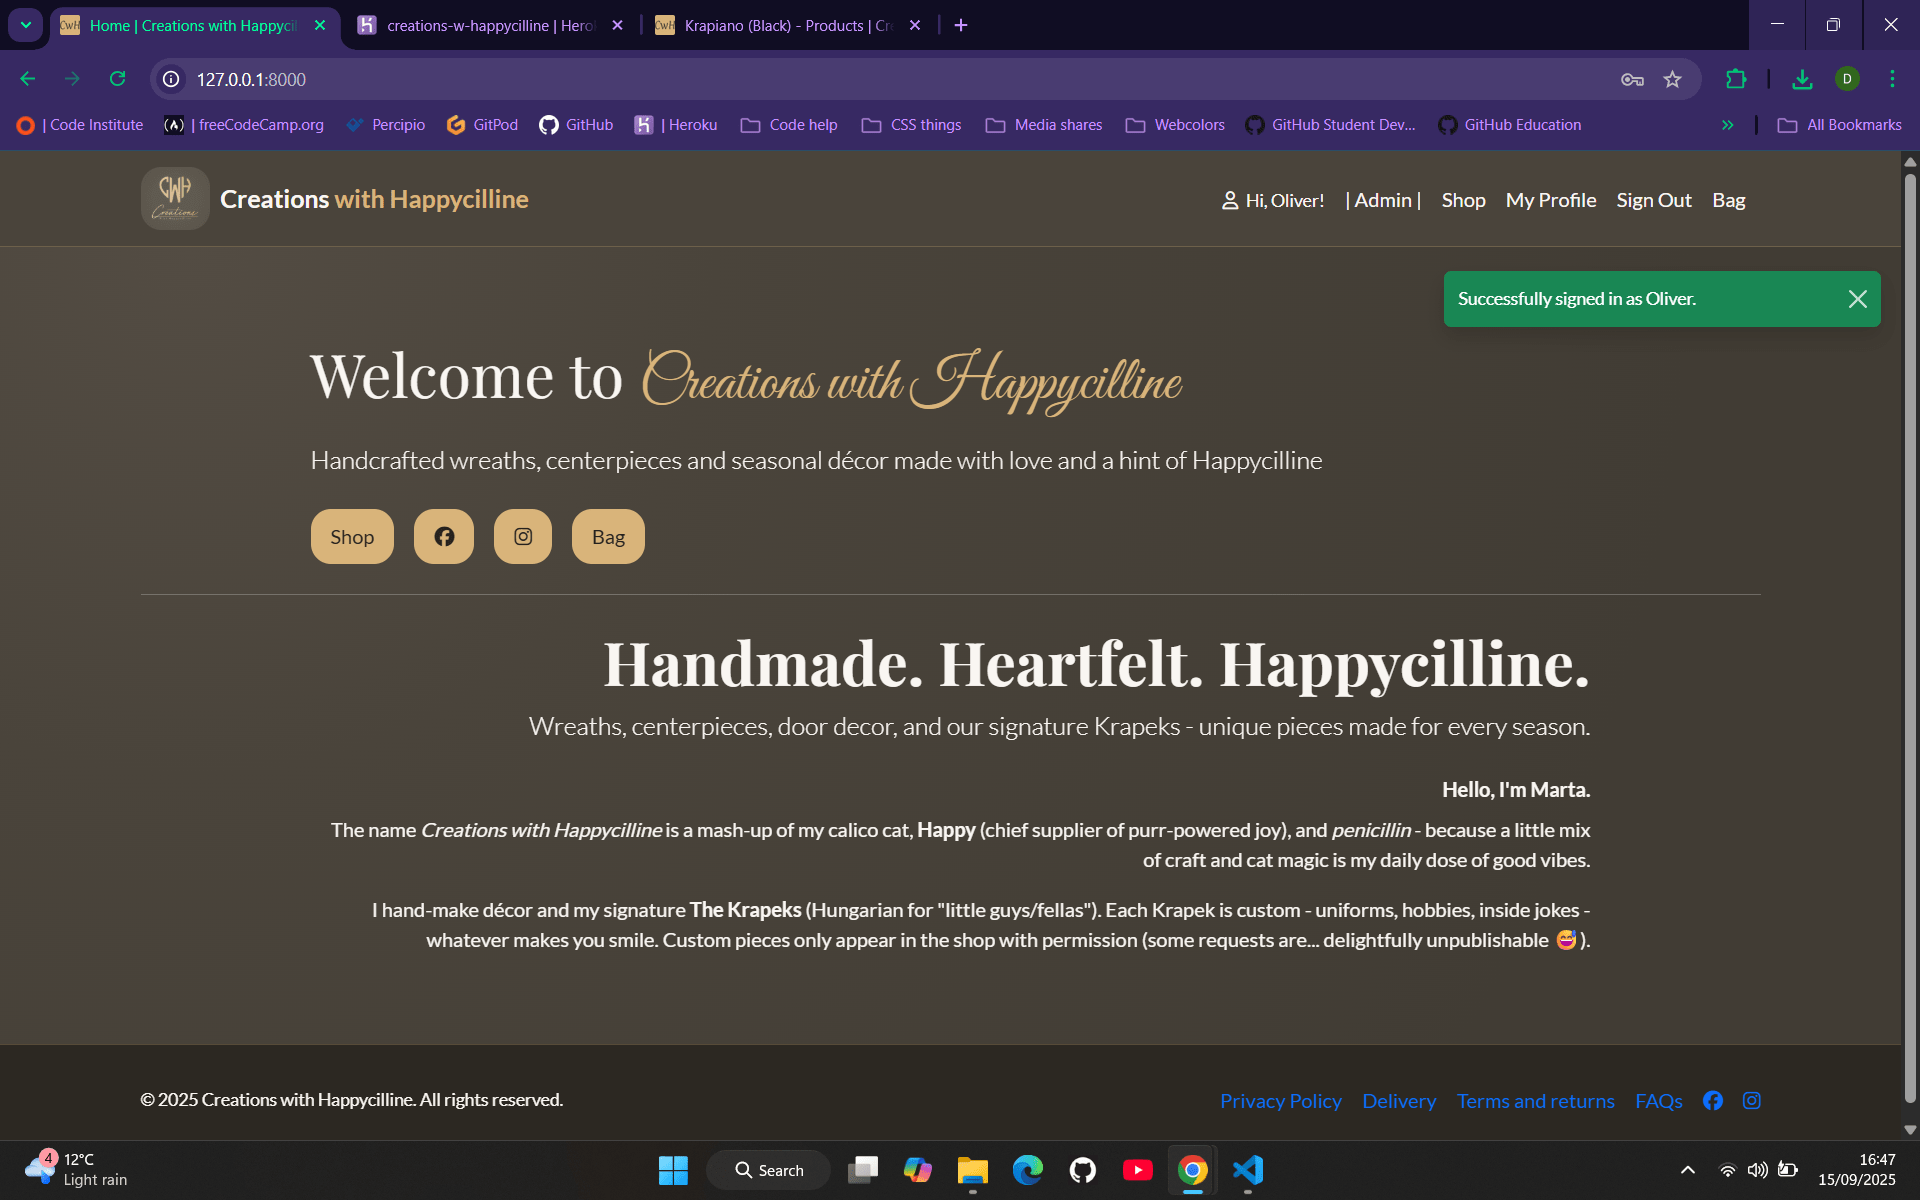 Home | Creations with Happycil
creations-w-happycilline | Hero
Krapiano (Black) - Products | Cr
127.0.0.1:8000
D
| Code Institute
| freeCodeCamp.org
Percipio
GitPod
GitHub
| Heroku
Code help
CSS things
Media shares
Webcolors
GitHub Student Dev...
GitHub Education
All Bookmarks
CWH
Creations
Creations with Happycilline
Hi, Oliver!
| Admin |
Shop
My Profile
Sign Out
Bag
Successfully signed in as Oliver.
Welcome to Creations with Happycilline
Handcrafted wreaths, centerpieces and seasonal décor made with love and a hint of Happycilline
Shop
Bag
Handmade. Heartfelt. Happycilline.
Wreaths, centerpieces, door decor, and our signature Krapeks - unique pieces made for every season.
Hello, I'm Marta.
The name Creations with Happycilline is a mash-up of my calico cat, Happy (chief supplier of purr-powered joy), and penicillin - because a little mix
of craft and cat magic is my daily dose of good vibes.
I hand-make décor and my signature The Krapeks (Hungarian for "little guys/fellas"). Each Krapek is custom - uniforms, hobbies, inside jokes -
whatever makes you smile. Custom pieces only appear in the shop with permission (some requests are... delightfully unpublishable 😅).
© 2025 Creations with Happycilline. All rights reserved.
Privacy Policy
Delivery
Terms and returns
FAQs
4
12°C
Light rain
Search
16:47
15/09/2025